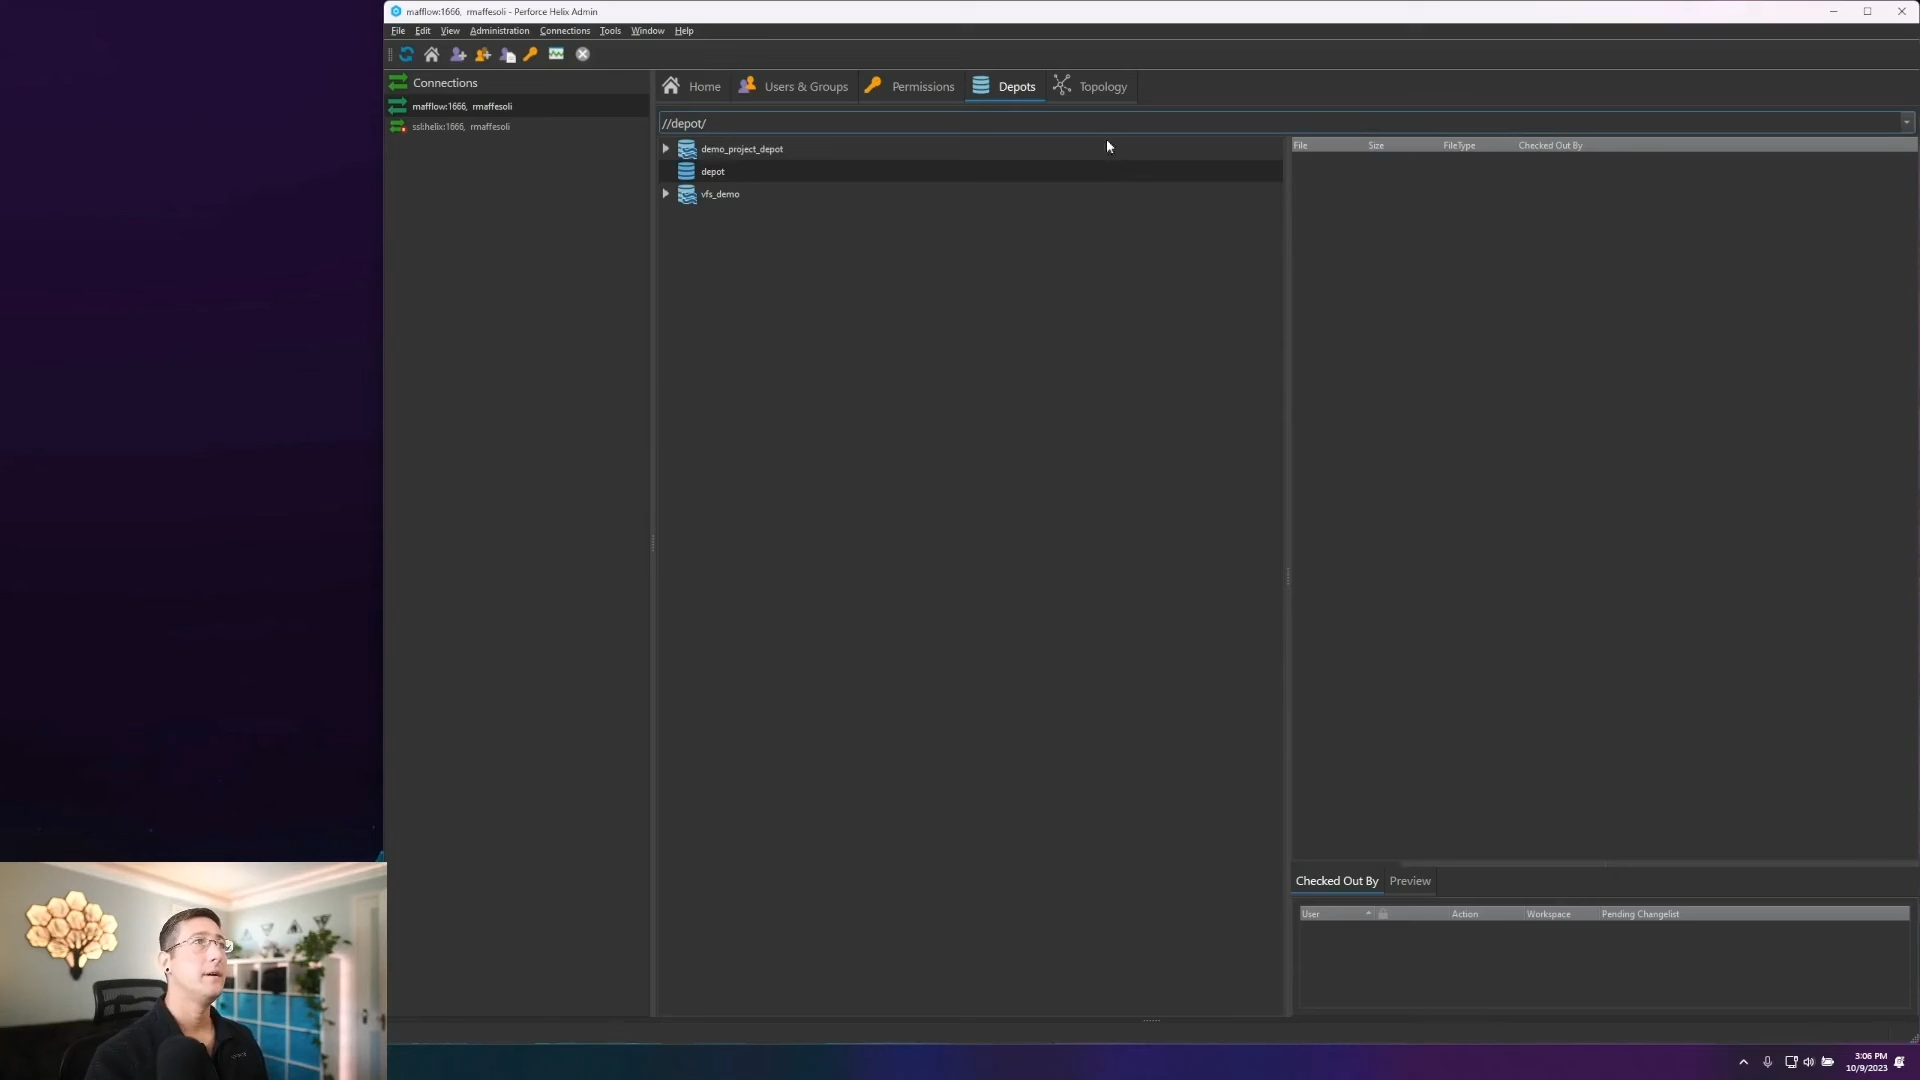 mafflow:1666, rmaffesoli - Perforce Helix Admin
File Edit View Administration Connections Tools Window Help
Connections
mafflow:1666, rmaffesoli
ssl:helix:1666, rmaffesoli
Home Users & Groups Permissions Depots Topology
//depot/
demo_project_depot
depot
vfs_demo
File Size FileType Checked Out By
Checked Out By Preview
User Action Workspace Pending Changelist
3:06 PM
10/9/2023